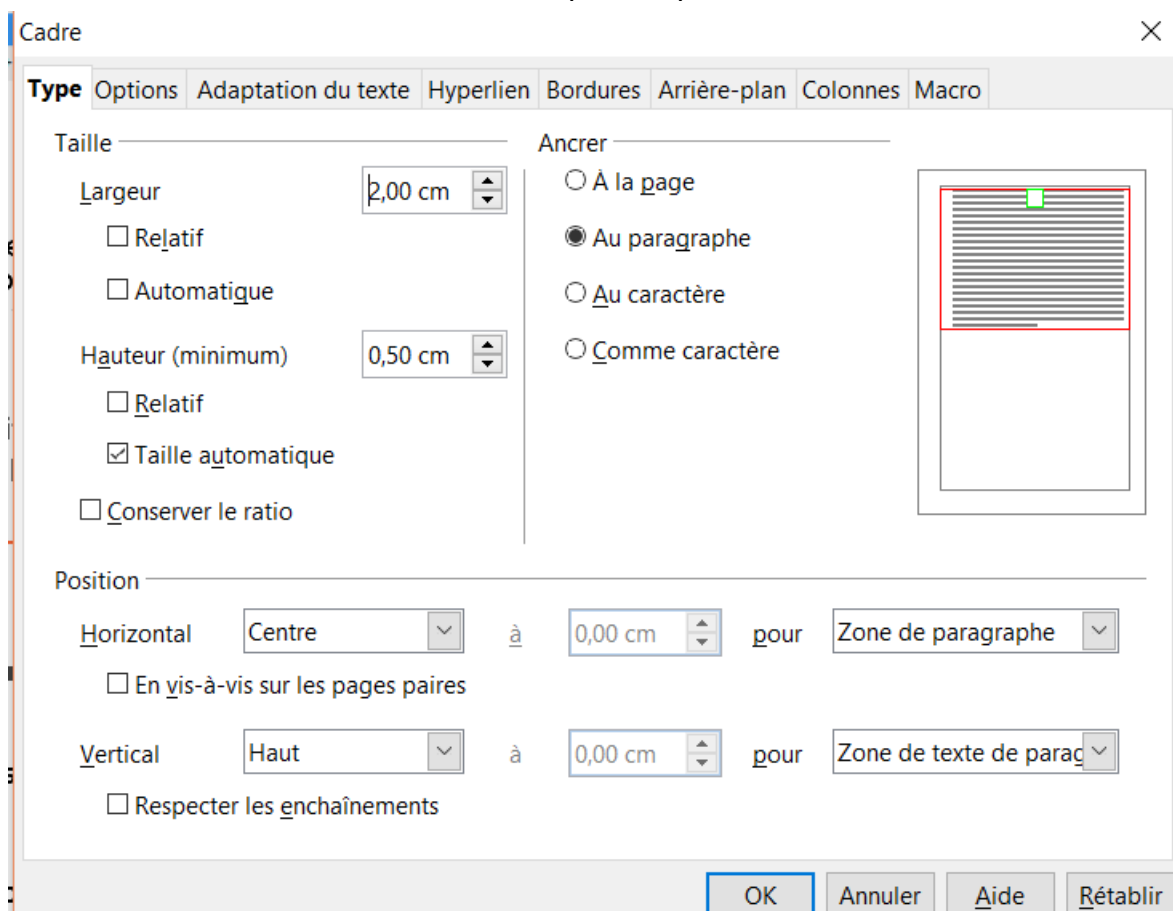 Cadre
Type Options Adaptation du texte Hyperlien Bordures Arrière-plan Colonnes Macro
Taille
Largeur 2,00 cm
Relatif
Automatique
Hauteur (minimum) 0,50 cm
Relatif
Taille automatique
Conserver le ratio
Ancrer
À la page
Au paragraphe
Au caractère
Comme caractère
Position
Horizontal Centre à 0,00 cm pour Zone de paragraphe
En vis-à-vis sur les pages paires
Vertical Haut à 0,00 cm pour Zone de texte de parag
Respecter les enchaînements
OK Annuler Aide Rétablir